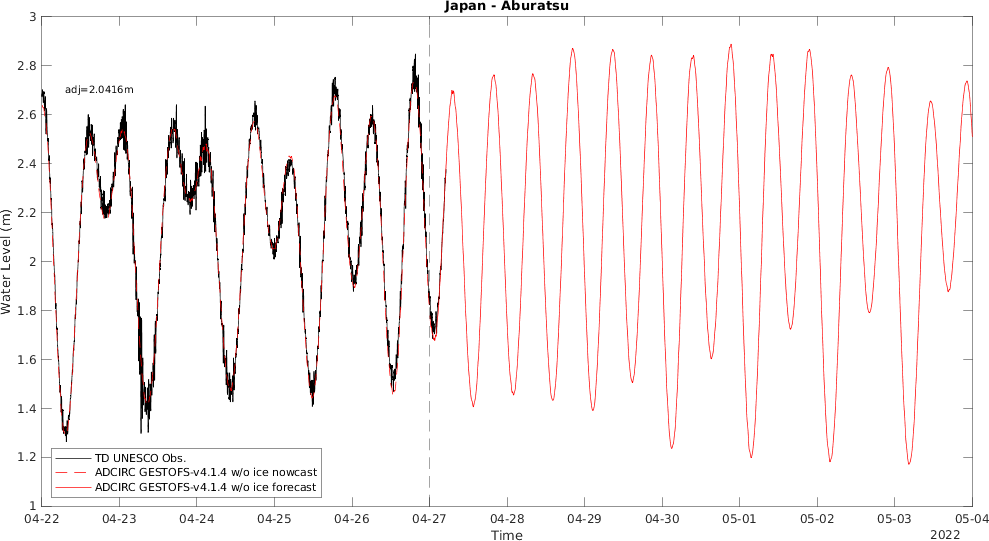 Japan - Aburatsu
3
2.8
2.6
2.4
2.2
2
1.8
1.6
1.4
1.2
1
Water Level (m)
adj=2.0416m
TD UNESCO Obs.
ADCIRC GESTOFS-v4.1.4 w/o ice nowcast
ADCIRC GESTOFS-v4.1.4 w/o ice forecast
04-22 04-23 04-24 04-25 04-26 04-27 04-28 04-29 04-30 05-01 05-02 05-03 05-04
Time
2022